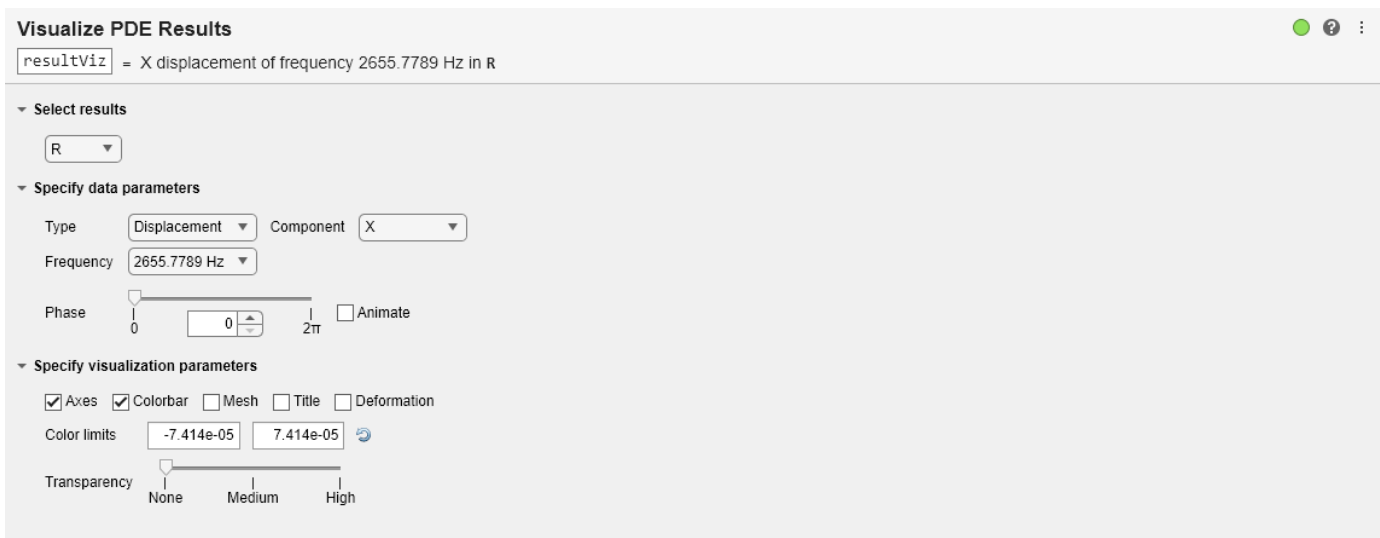 Visualize PDE Results
resultViz = X displacement of frequency 2655.7789 Hz in R
Select results
R
Specify data parameters
Type Displacement Component X
Frequency 2655.7789 Hz
Phase 0 0 2π Animate
Specify visualization parameters
Axes Colorbar Mesh Title Deformation
Color limits -7.414e-05 7.414e-05
Transparency
None Medium High